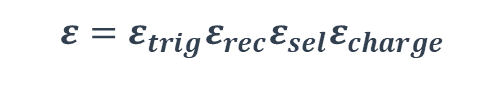 ε = ε_trig ε_rec ε_sel ε_charge